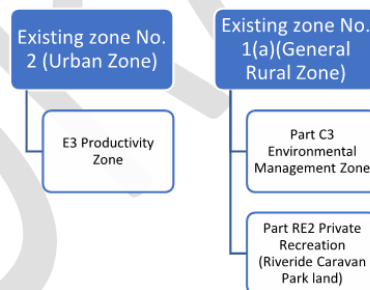 Existing zone No.
2 (Urban Zone)
E3 Productivity
Zone
Existing zone No.
1(a)(General
Rural Zone)
Part C3
Environmental
Management Zone
Part RE2 Private
Recreation
(Riveride Caravan
Park land)